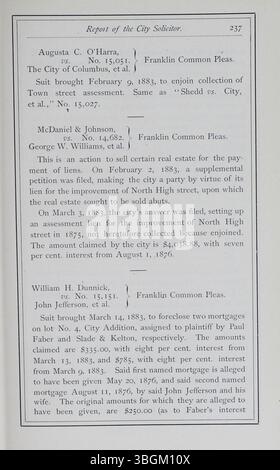 Report of the City Solicitor. 237
Augusta C. O'Hara,
vs. No. 15,051. Franklin Common Pleas.
The City of Columbus, et al.
Suit brought February 9, 1883, to enjoin collection of
Town street assessment. Same as "Shedd vs. City,
et al.," No. 15,027.
McDaniel & Johnson,
vs. No. 14,682. Franklin Common Pleas.
George W. Williams, et al.
This is an action to sell certain real estate for the pay-
ment of liens. On February 2, 1883, a supplemental
petition was filed, making the city a party by virtue of its
lien for the improvement of North High street, upon which
the real estate sought to be sold abuts.
On March 3, 1883, the city's answer was filed, setting up
an assessment lien for the improvement of North High
street in 1875, not heretofore collected because enjoined.
The amount claimed by the city is with seven
per cent. interest from August 1, 1876.
William H. Dunnick,
vs. No. 15,151. Franklin Common Pleas.
John Jefferson, et al.
Suit brought March 14, 1883, to foreclose two mortgages
on lot No. 4, City Addition, assigned to plaintiff by Paul
Faber and Slade & Kelton, respectively. The amounts
claimed are $335.00, with eight per cent. interest from
March 13, 1883, and $785, with eight per cent. interest
from March 9, 1883. Said first named mortgage is alleged
to have been given May 20, 1876, and said second named
mortgage August 11, 1876, by said John Jefferson and his
wife. The original amounts for which they are alleged to
have been given, are $250.00 (as to Faber's interest
alamy
Image ID: 3BGM10X
www.alamy.com